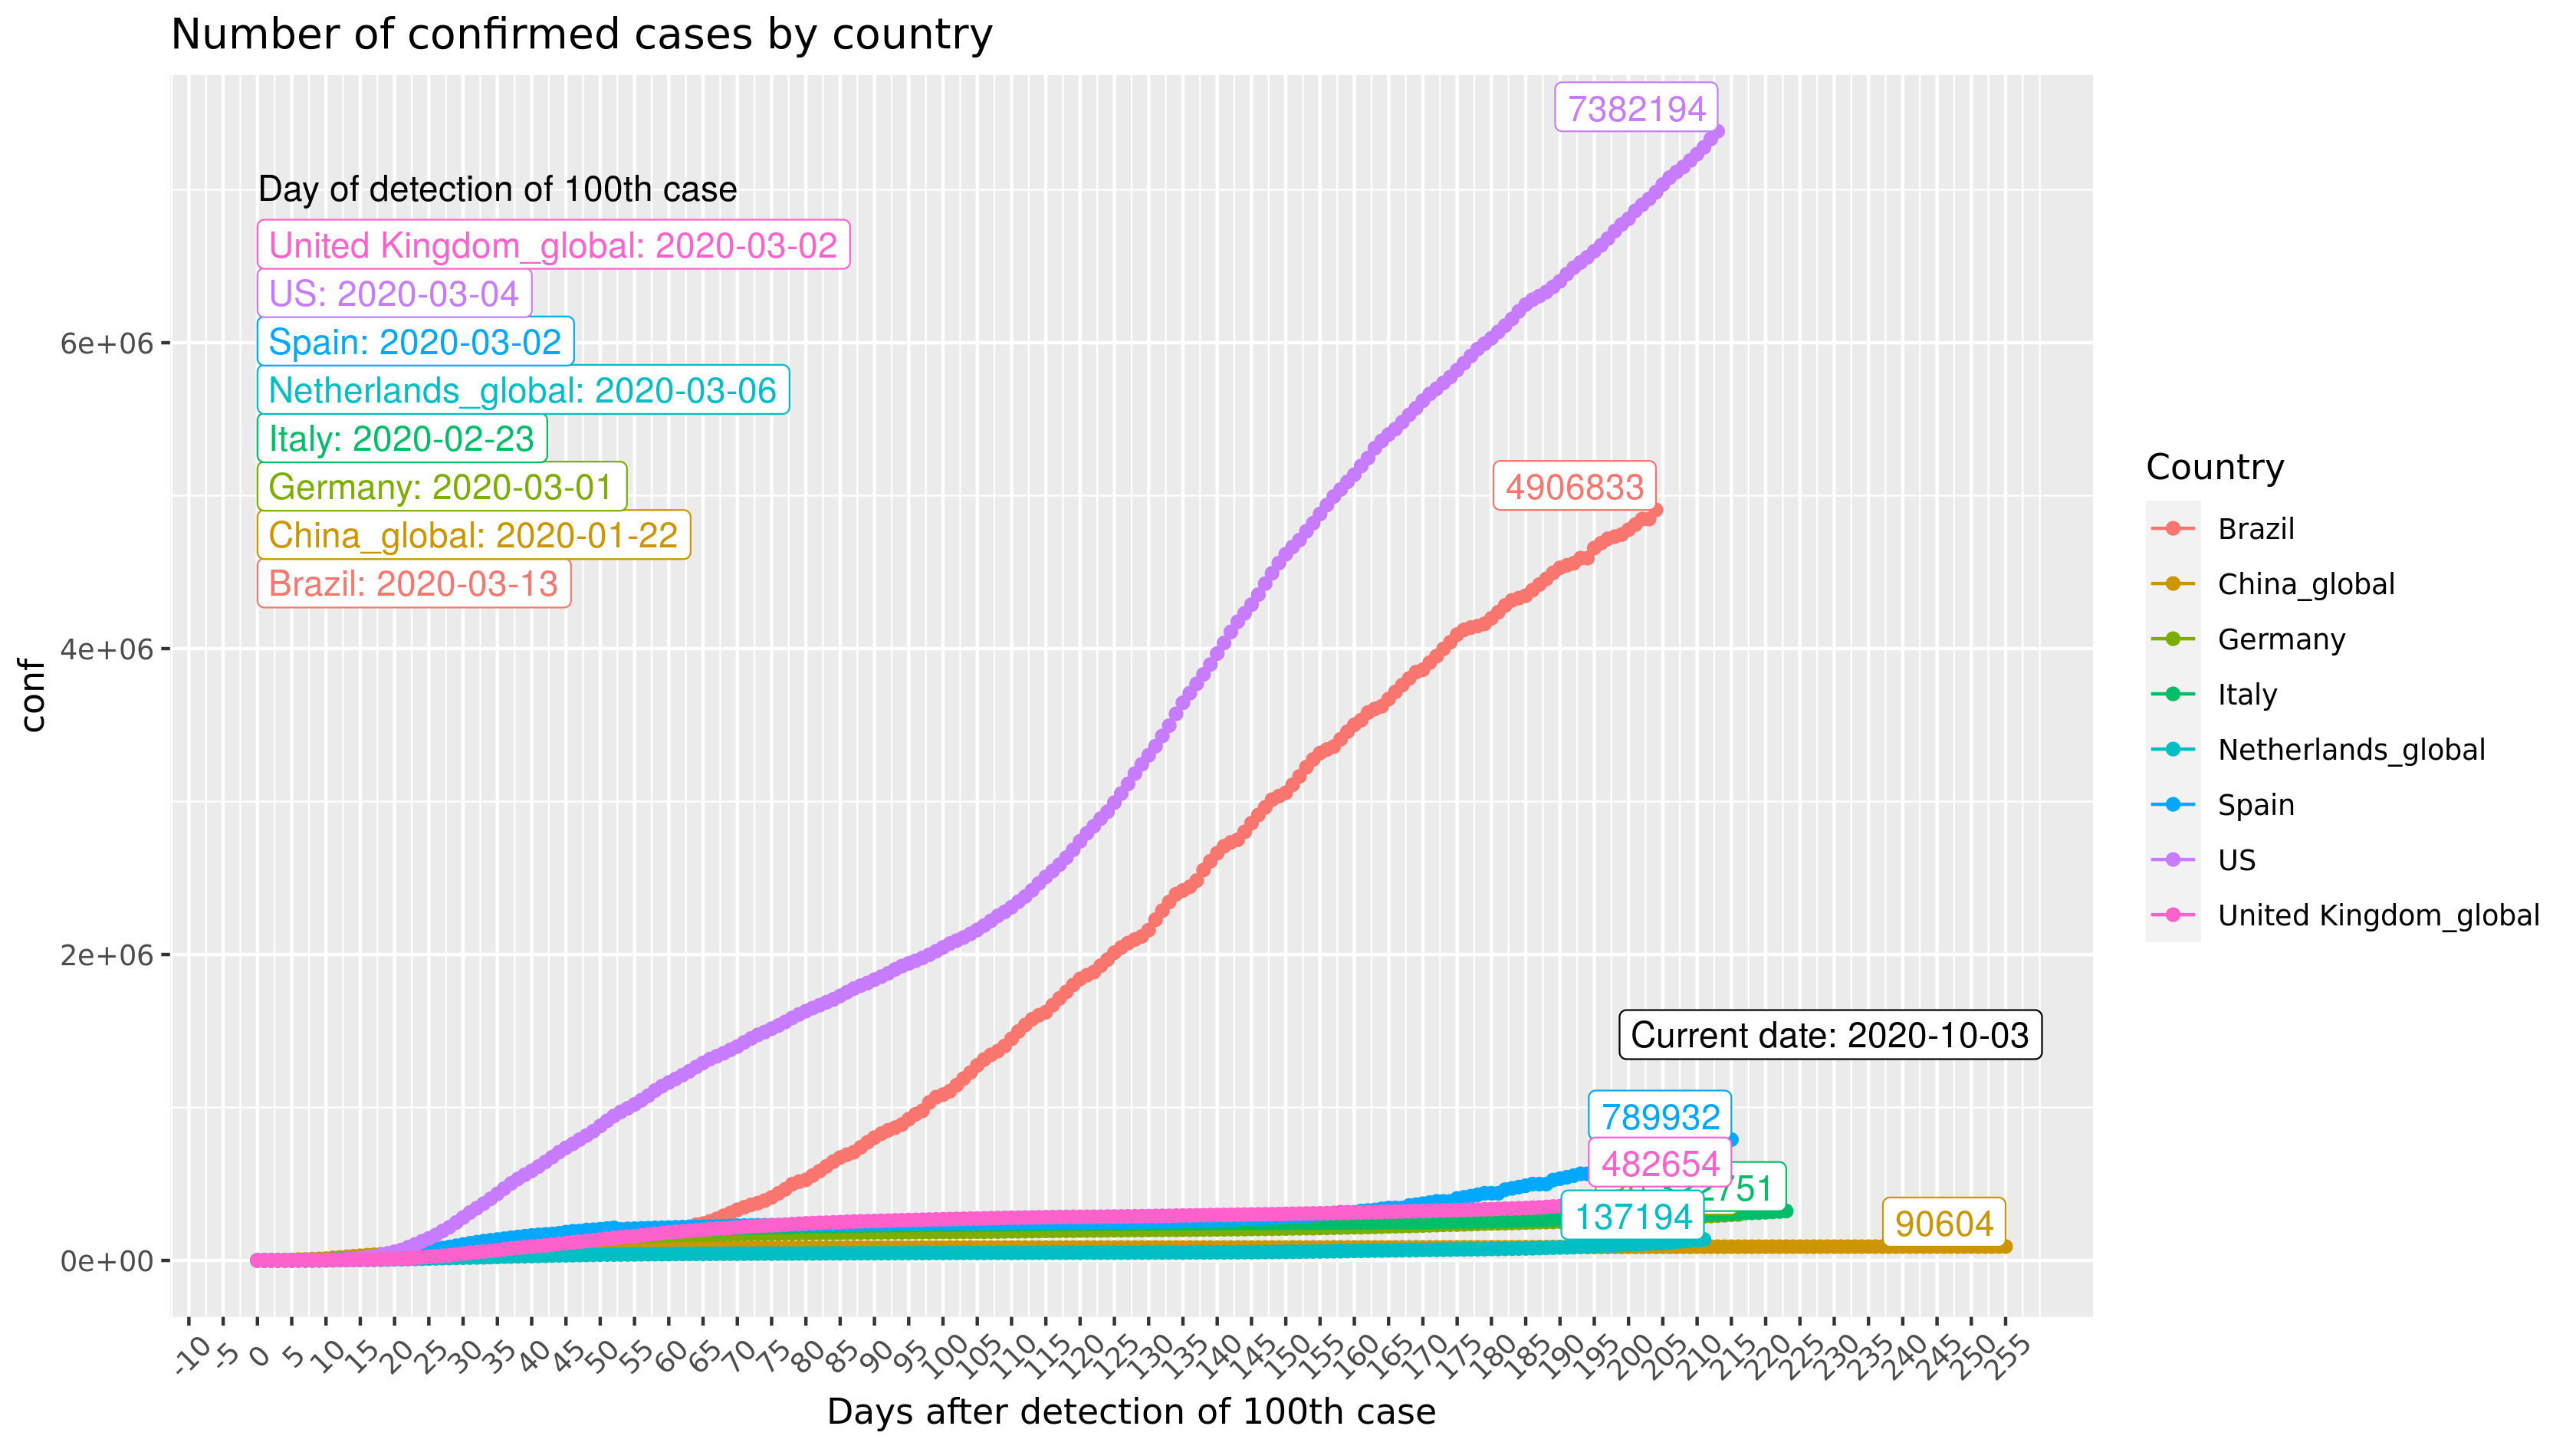 Number of confirmed cases by country
7382194
Day of detection of 100th case
United Kingdom_global: 2020-03-02
US: 2020-03-04
Spain: 2020-03-02
Netherlands_global: 2020-03-06
Italy: 2020-02-23
Germany: 2020-03-01
China_global: 2020-01-22
Brazil: 2020-03-13
4906833
Current date: 2020-10-03
789932
482654
751
137194
90604
6e+06
4e+06
2e+06
0e+00
conf
-10 -5 0 5 10 15 20 25 30 35 40 45 50 55 60 65 70 75 80 85 90 95 100 105 110 115 120 125 130 135 140 145 150 155 160 165 170 175 180 185 190 195 200 205 210 215 220 225 230 235 240 245 250 255
Days after detection of 100th case
Country
Brazil
China_global
Germany
Italy
Netherlands_global
Spain
US
United Kingdom_global